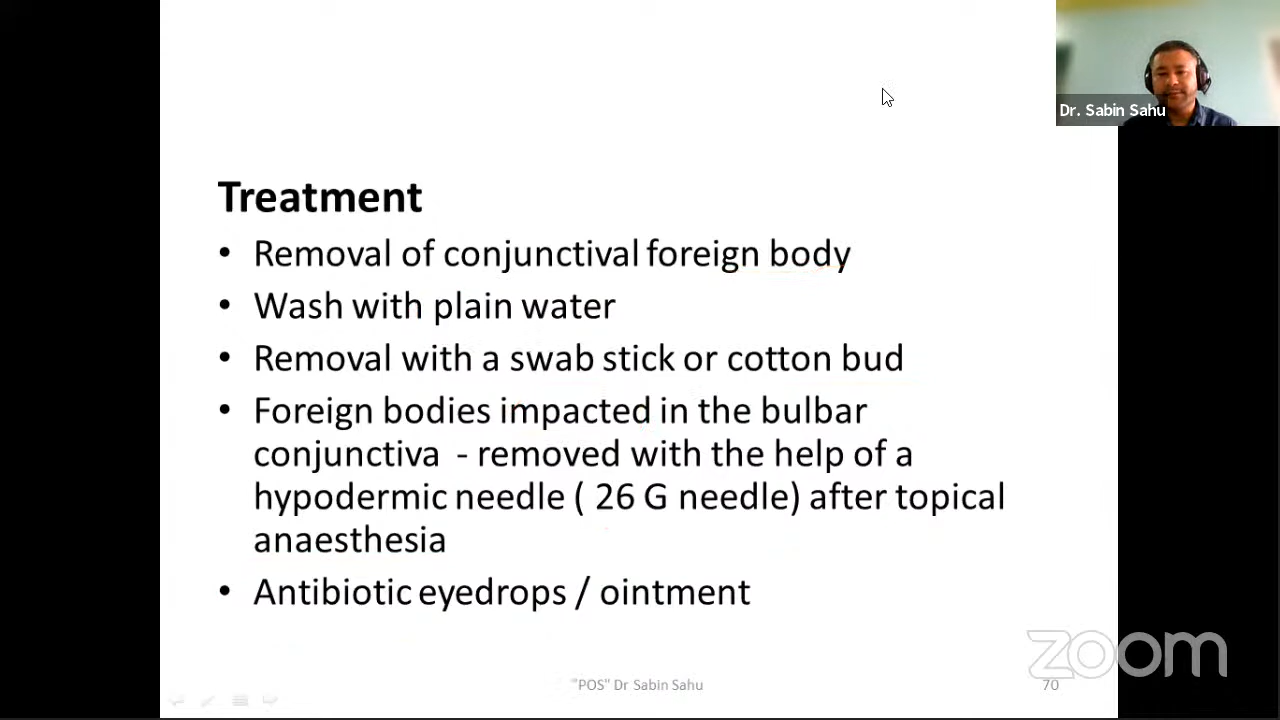 Dr. Sabin Sahu
Treatment
• Removal of conjunctival foreign body
• Wash with plain water
• Removal with a swab stick or cotton bud
• Foreign bodies impacted in the bulbar
conjunctiva - removed with the help of a
hypodermic needle ( 26 G needle) after topical
anaesthesia
• Antibiotic eyedrops / ointment
zoom
"POS" Dr Sabin Sahu
70